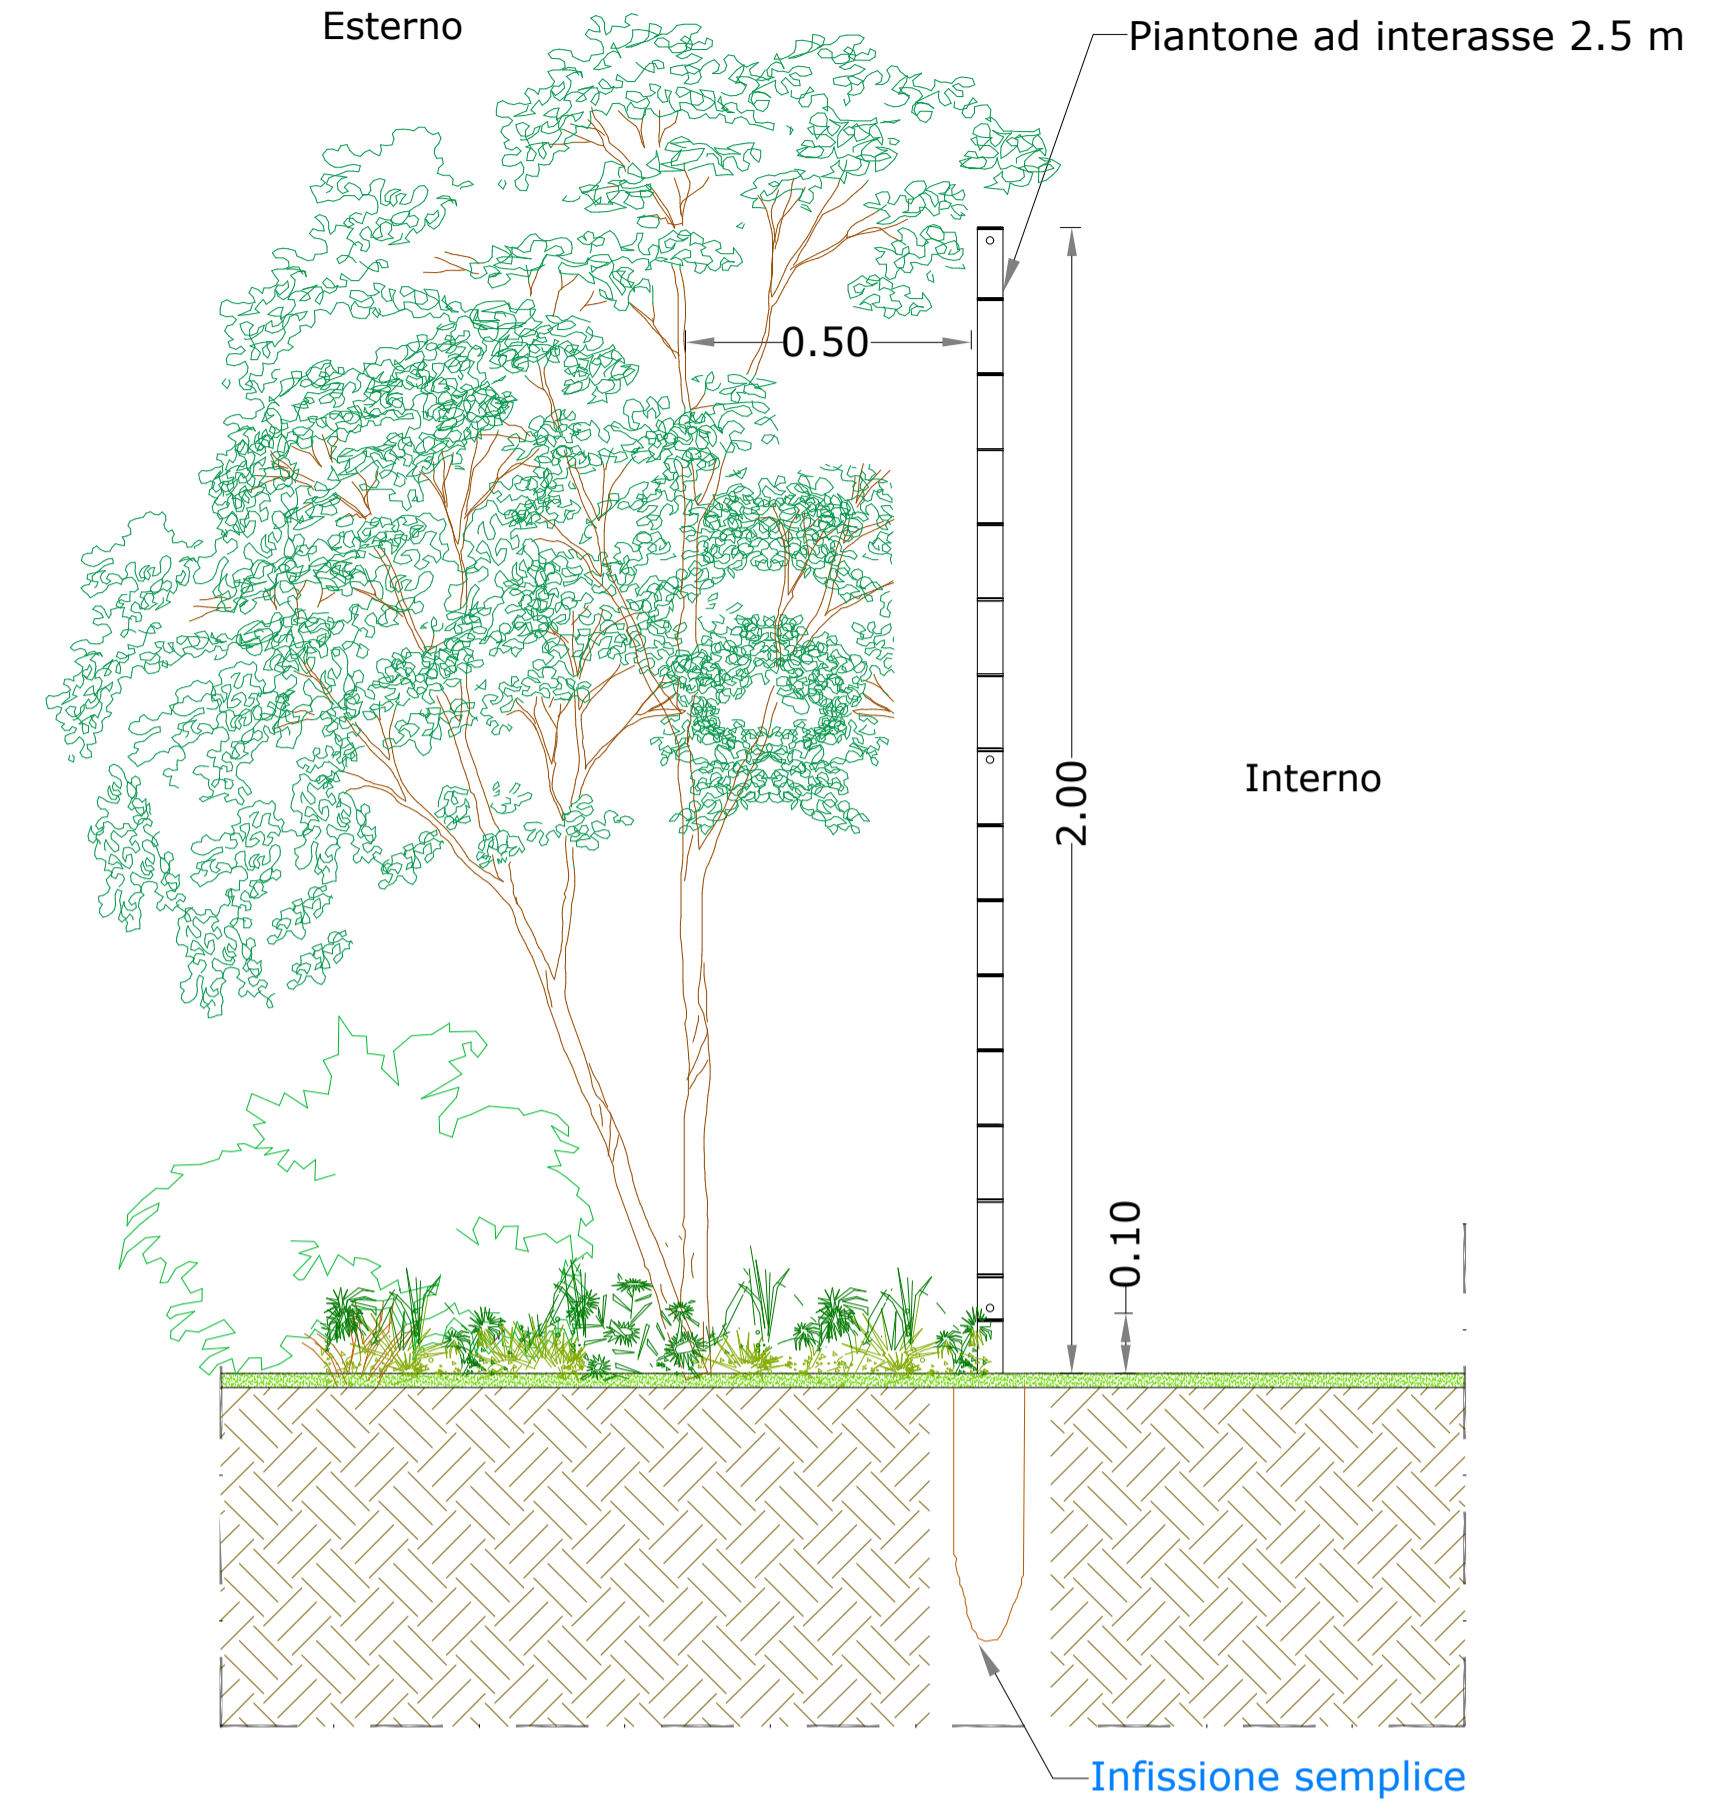 Esterno
Piantone ad interasse 2.5 m
0.50
2.00
Interno
0.10
Infissione semplice